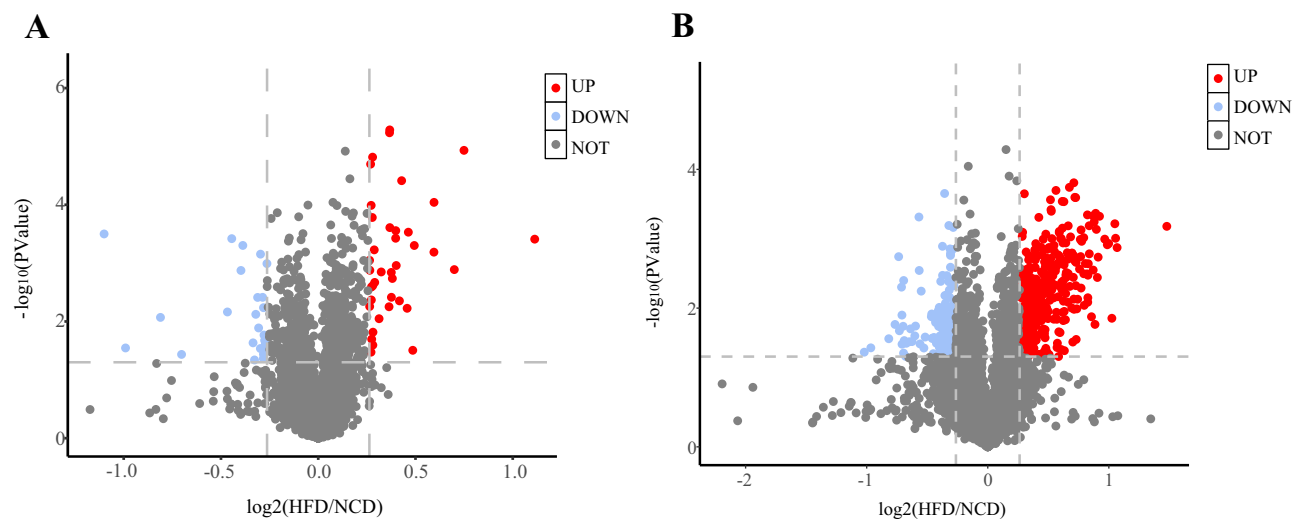 A
6
4
2
0
-log10(PValue)
-1.0 -0.5 0.0 0.5 1.0
log2(HFD/NCD)
UP
DOWN
NOT
B
4
2
0
-log10(PValue)
-2 -1 0 1
log2(HFD/NCD)
UP
DOWN
NOT